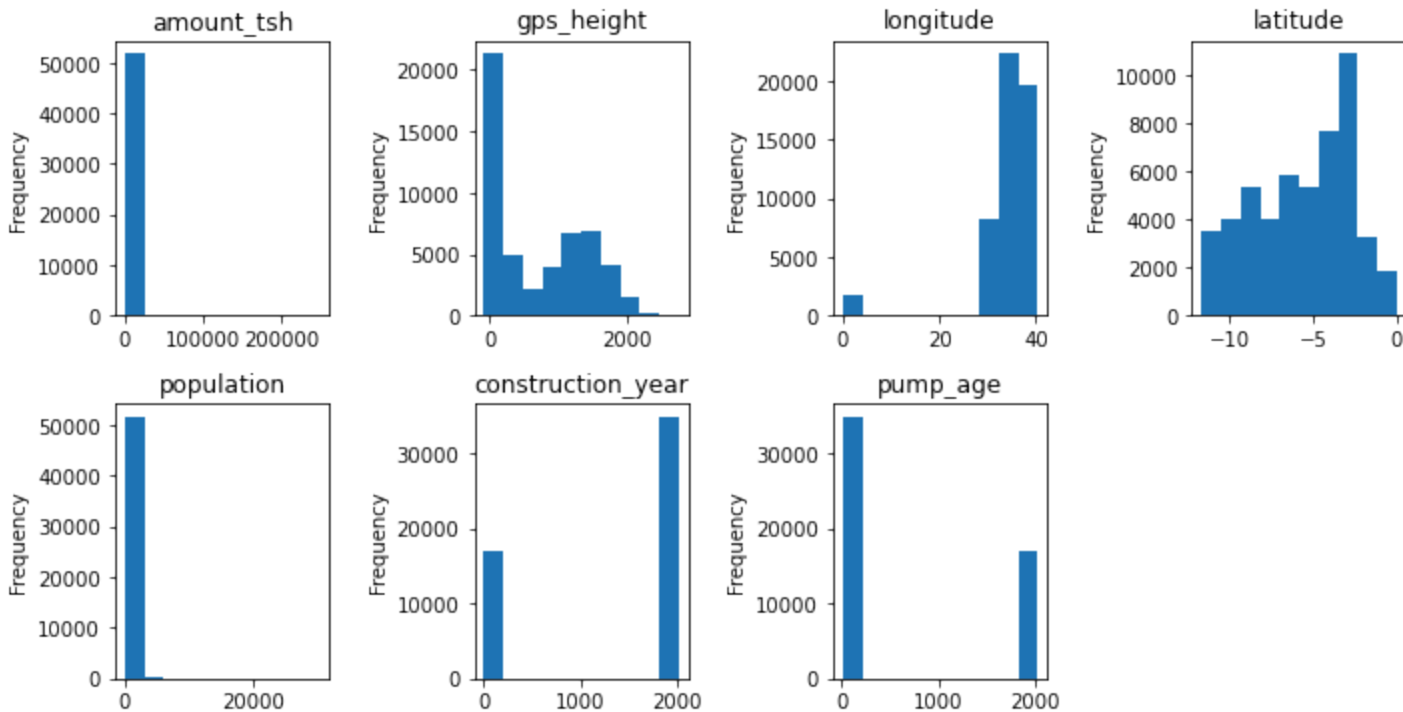 amount_tsh gps_height longitude latitude
Frequency Frequency Frequency Frequency
50000 20000 20000 10000
40000 15000 15000 8000
30000 10000 10000 6000
20000 5000 5000 4000
10000 0 0 2000
0 0
0 100000 200000 0 2000 0 20 40 −10 −5 0
population construction_year pump_age
Frequency Frequency Frequency
50000 30000 30000
40000 20000 20000
30000 10000 10000
20000 0 0
10000
0
0 20000 0 1000 2000 0 1000 2000